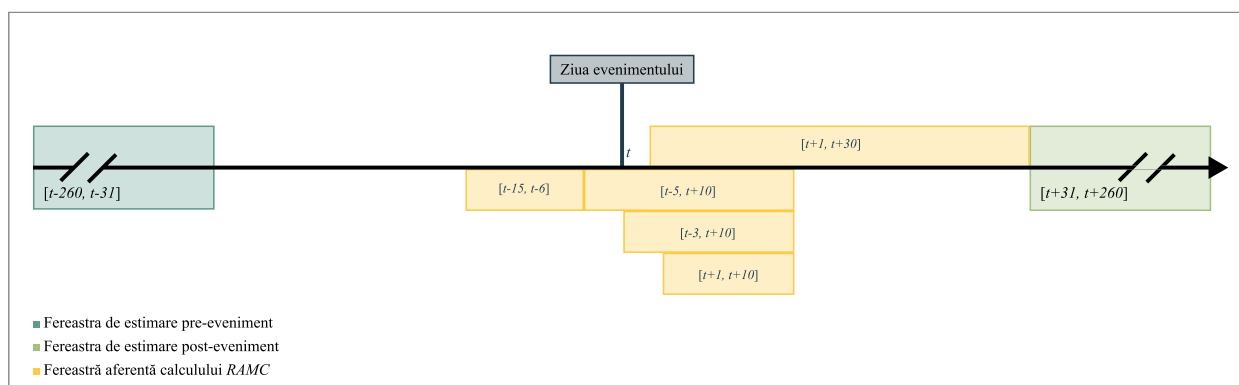 Ziua evenimentului
t
[t+1, t+30]
[t-260, t-31]
[t-15, t-6]
[t-5, t+10]
[t+31, t+260]
[t-3, t+10]
[t+1, t+10]
Fereastra de estimare pre-eveniment
Fereastra de estimare post-eveniment
Fereastră aferentă calculului RAMC